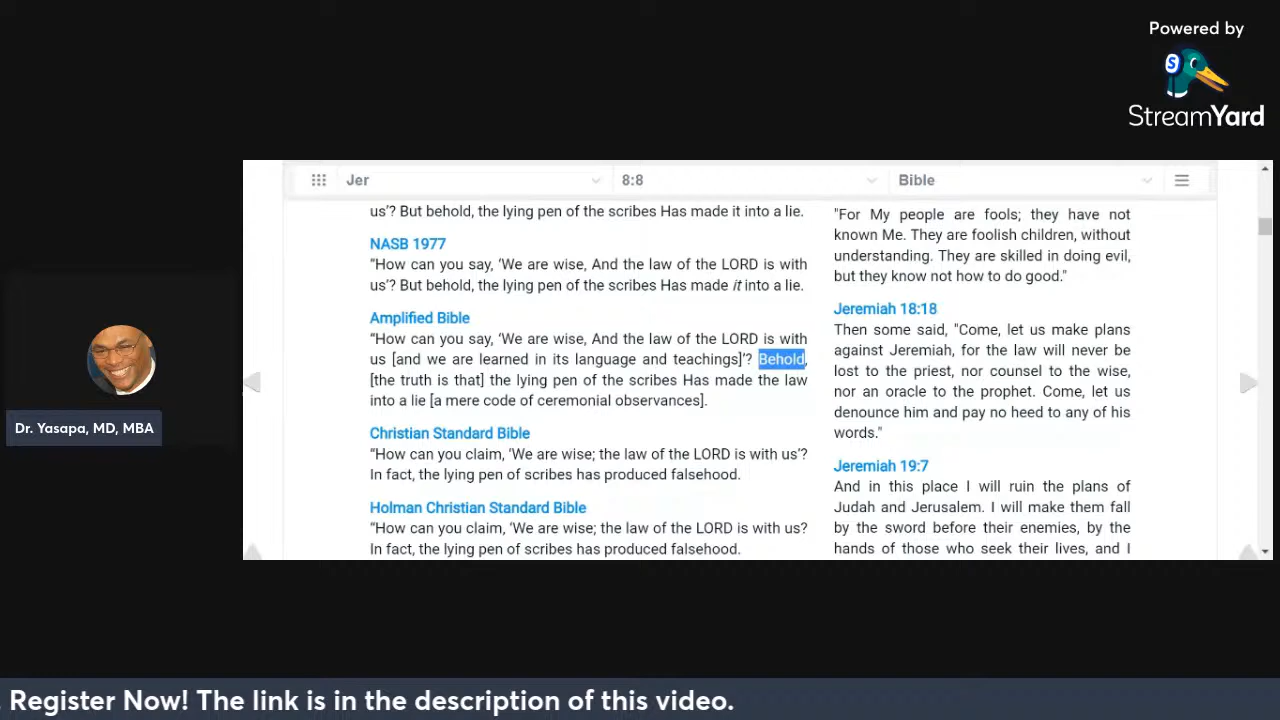 Powered by
S
StreamYard
Jer
8:8
Bible
us’? But behold, the lying pen of the scribes Has made it into a lie.
NASB 1977
“How can you say, ‘We are wise, And the law of the LORD is with
us’? But behold, the lying pen of the scribes Has made it into a lie.
Amplified Bible
“How can you say, ‘We are wise, And the law of the LORD is with
us [and we are learned in its language and teachings]’? Behold,
[the truth is that] the lying pen of the scribes Has made the law
into a lie [a mere code of ceremonial observances].
Christian Standard Bible
“How can you claim, ‘We are wise; the law of the LORD is with us’?
In fact, the lying pen of scribes has produced falsehood.
Holman Christian Standard Bible
“How can you claim, ‘We are wise; the law of the LORD is with us?
In fact, the lying pen of scribes has produced falsehood.
"For My people are fools; they have not
known Me. They are foolish children, without
understanding. They are skilled in doing evil,
but they know not how to do good."
Jeremiah 18:18
Then some said, "Come, let us make plans
against Jeremiah, for the law will never be
lost to the priest, nor counsel to the wise,
nor an oracle to the prophet. Come, let us
denounce him and pay no heed to any of his
words."
Jeremiah 19:7
And in this place I will ruin the plans of
Judah and Jerusalem. I will make them fall
by the sword before their enemies, by the
hands of those who seek their lives, and I
Dr. Yasapa, MD, MBA
. Register Now! The link is in the description of this video.